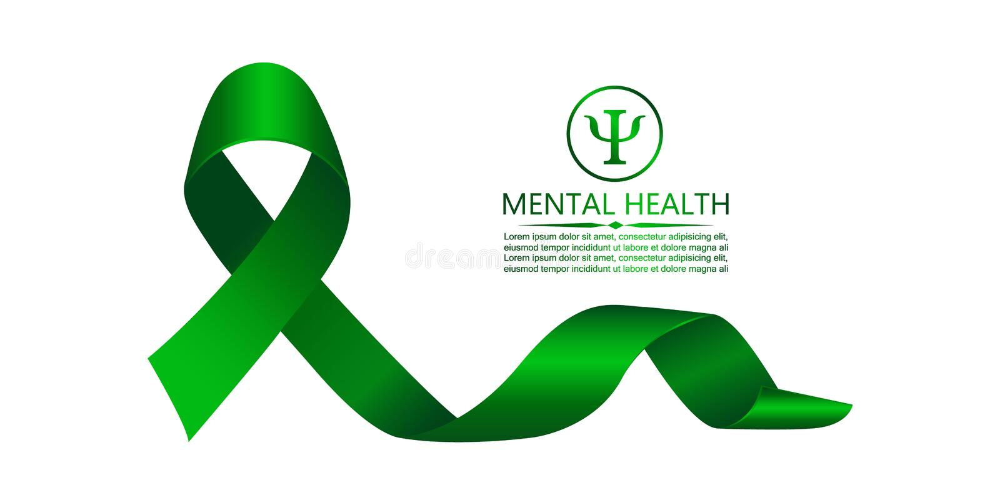 Ψ
MENTAL HEALTH
Lorem ipsum dolor sit amet, consectetur adipisicing elit,
eiusmod tempor incididunt ut labore et dolore magna ali
Lorem ipsum dolor sit amet, consectetur adipisicing elit,
eiusmod tempor incididunt ut labore et dolore magna ali
dreamstime